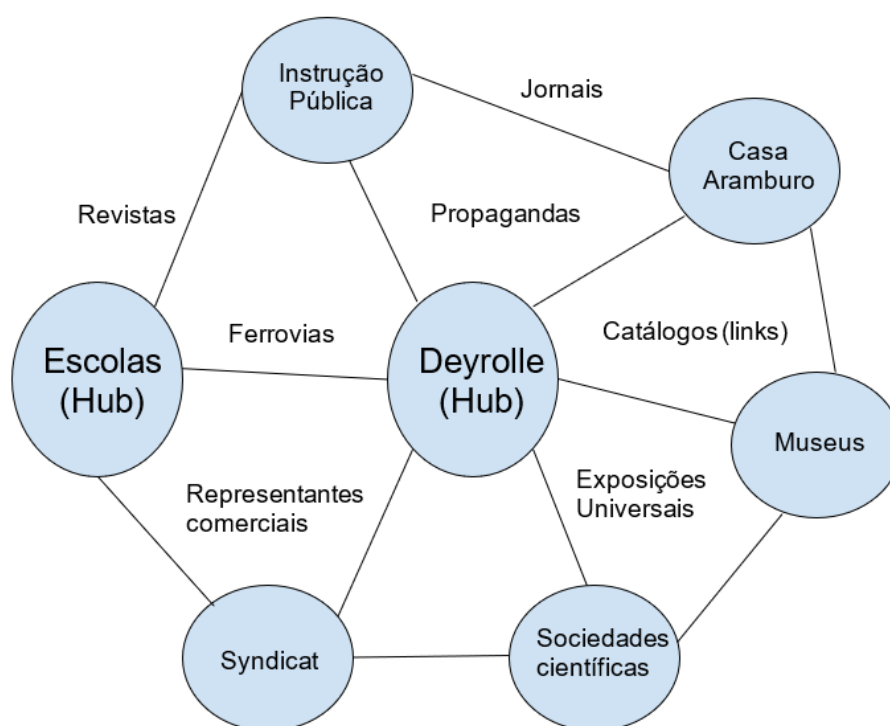 Instrução
Pública
Jornais
Casa
Aramburo
Revistas
Propagandas
Ferrovias
Catálogos (links)
Escolas
(Hub)
Deyrolle
(Hub)
Museus
Exposições
Universais
Representantes
comerciais
Sociedades
científicas
Syndicat